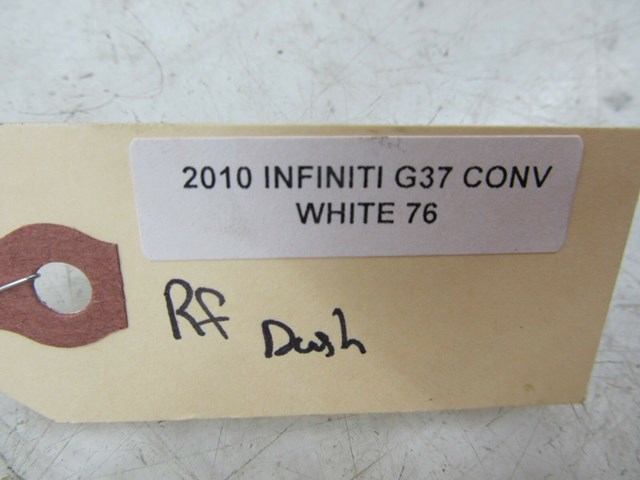 2010 INFINITI G37 CONV
WHITE 76
Rf Dash